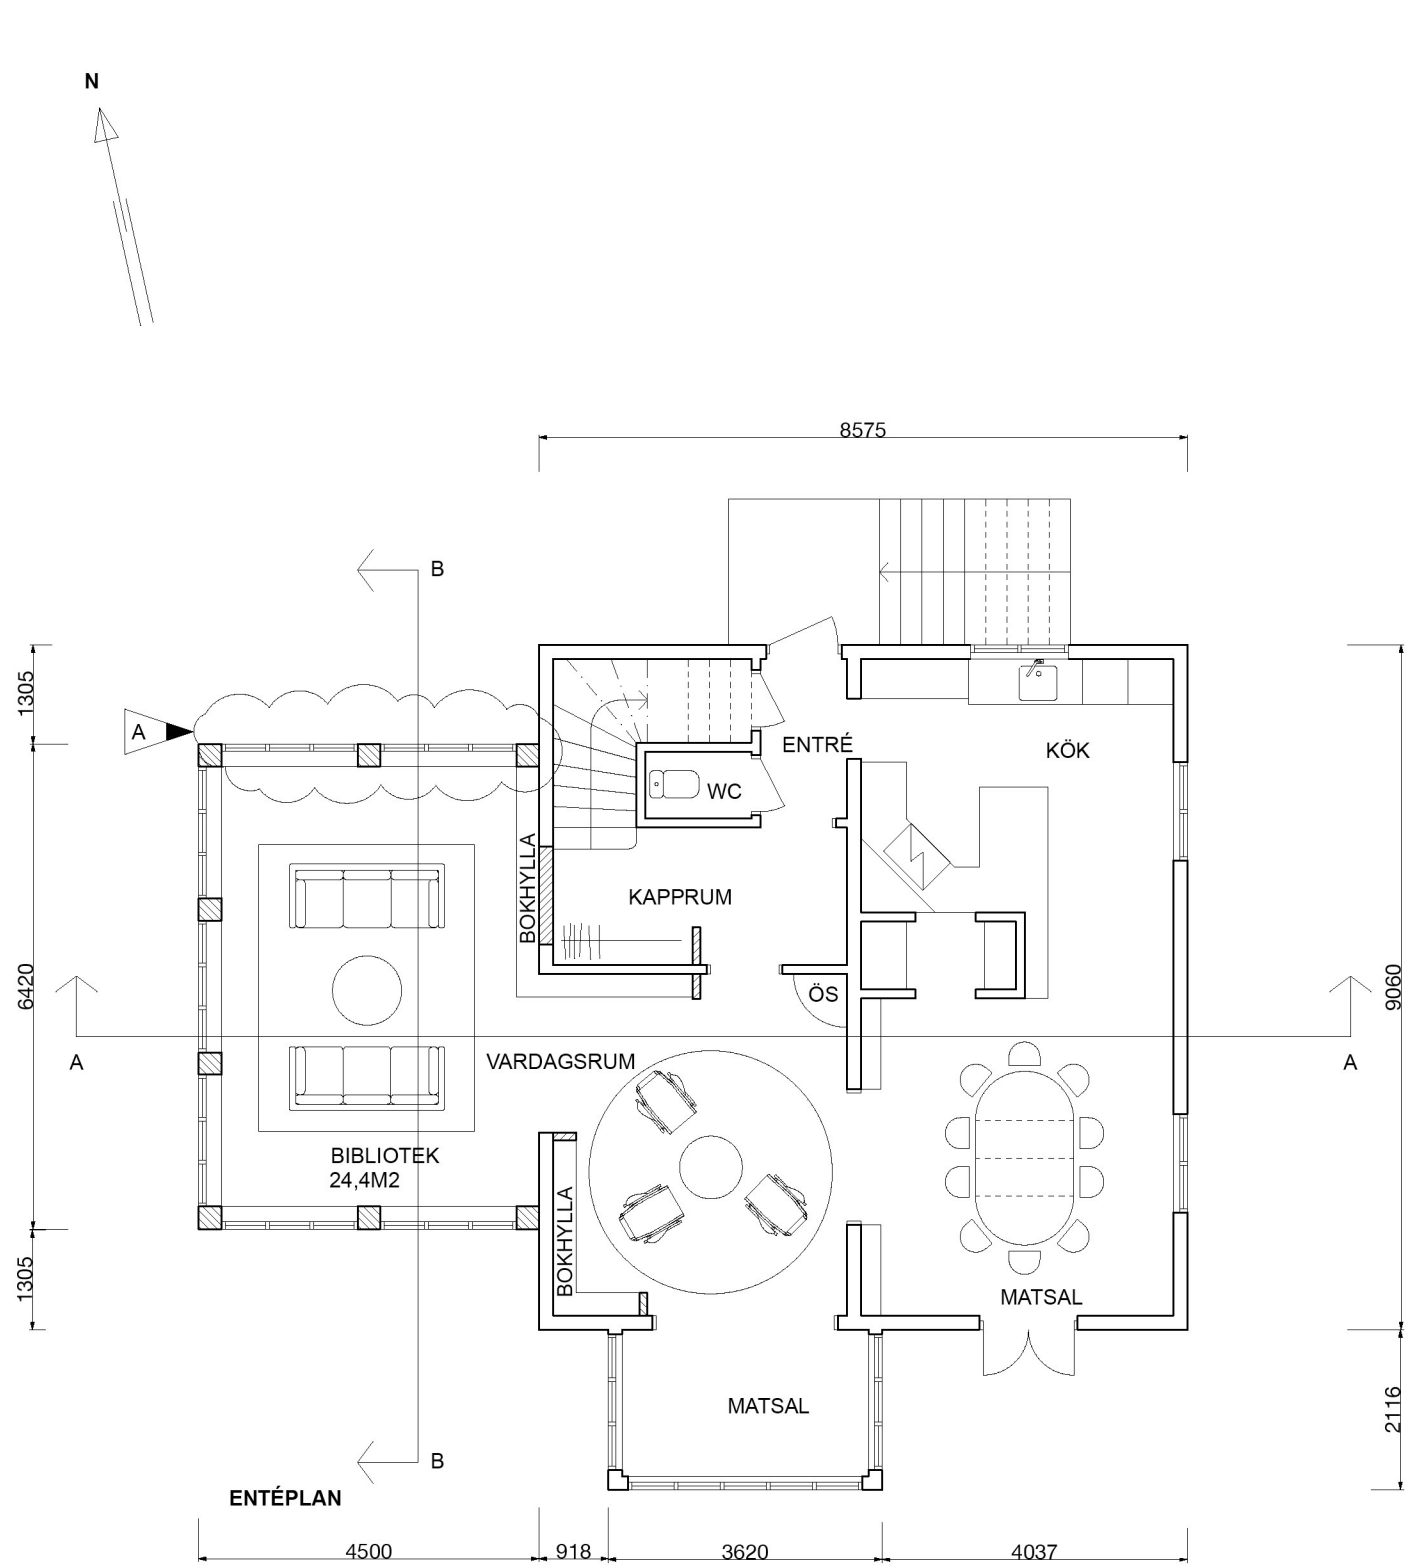 N
8575
B
1305
A
ENTRÉ
KÖK
WC
BOKHYLLA
KAPPRUM
6420
ÖS
9060
A
VARDAGSRUM
A
BIBLIOTEK
24,4M2
BOKHYLLA
1305
MATSAL
MATSAL
2116
B
ENTÉPLAN
4500
918
3620
4037